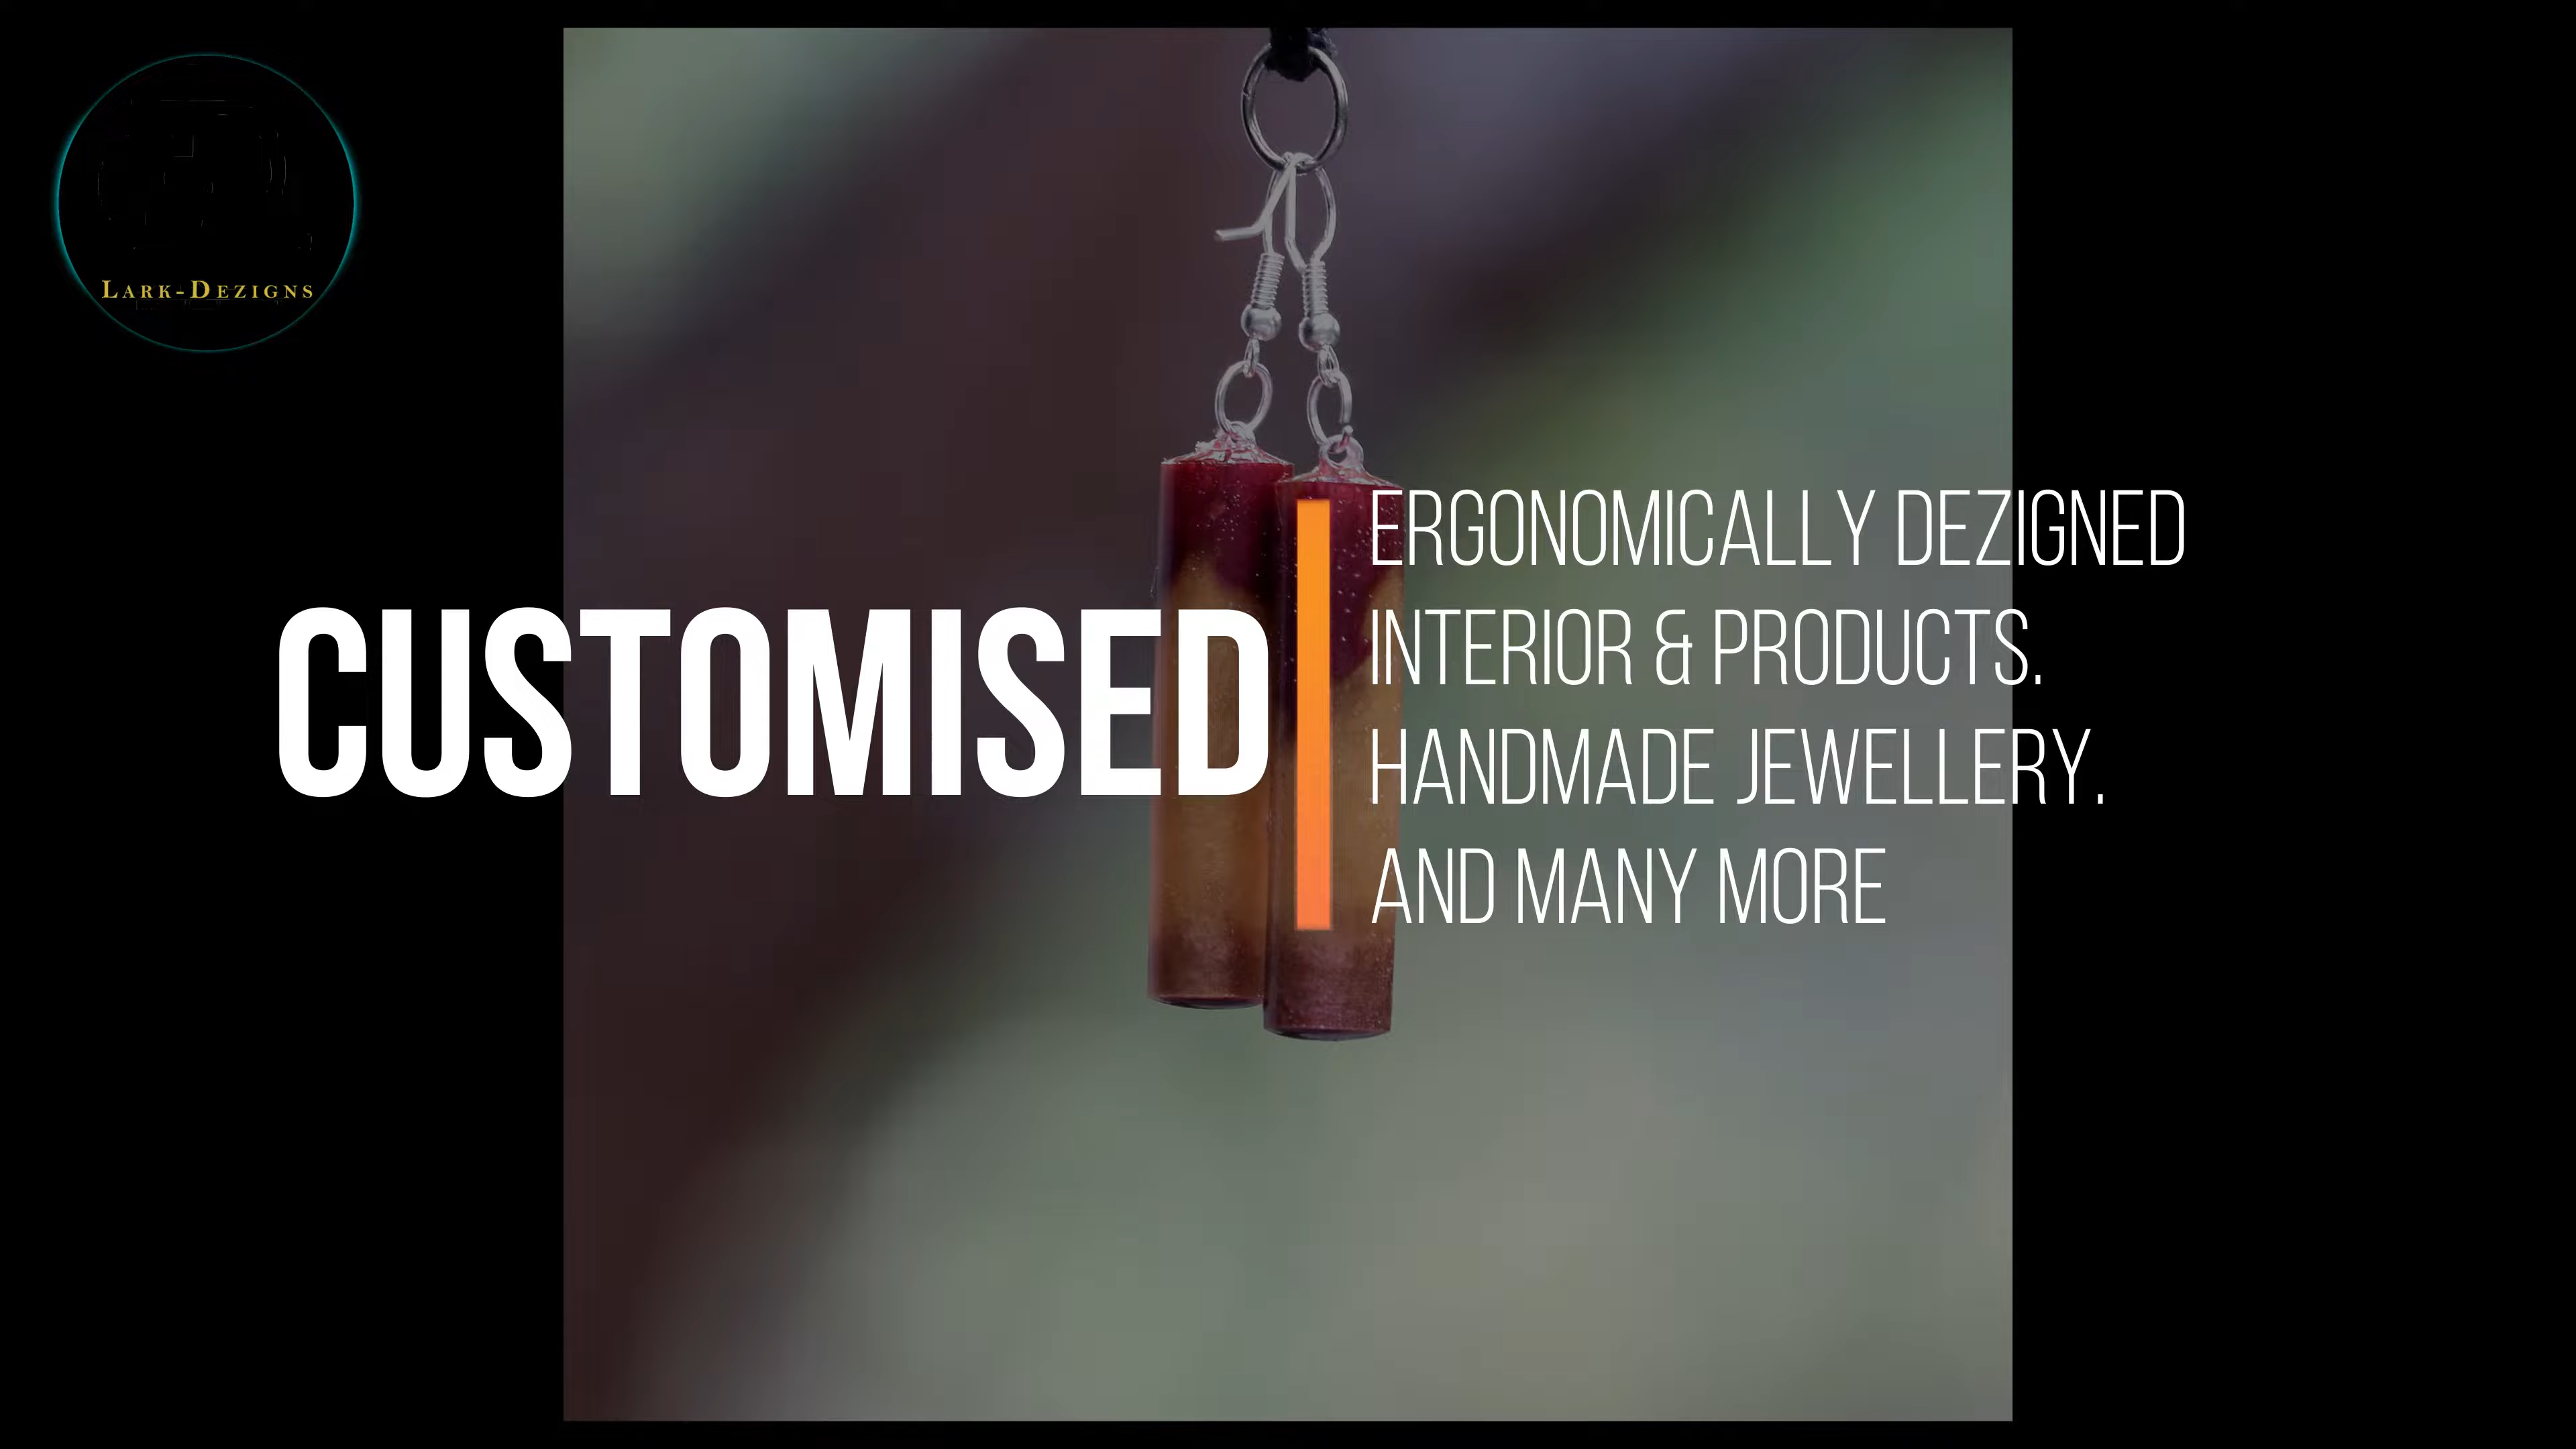 LARK-DEZIGNS
CUSTOMISED
ERGONOMICALLY DEZIGNED
INTERIOR & PRODUCTS.
HANDMADE JEWELLERY.
AND MANY MORE